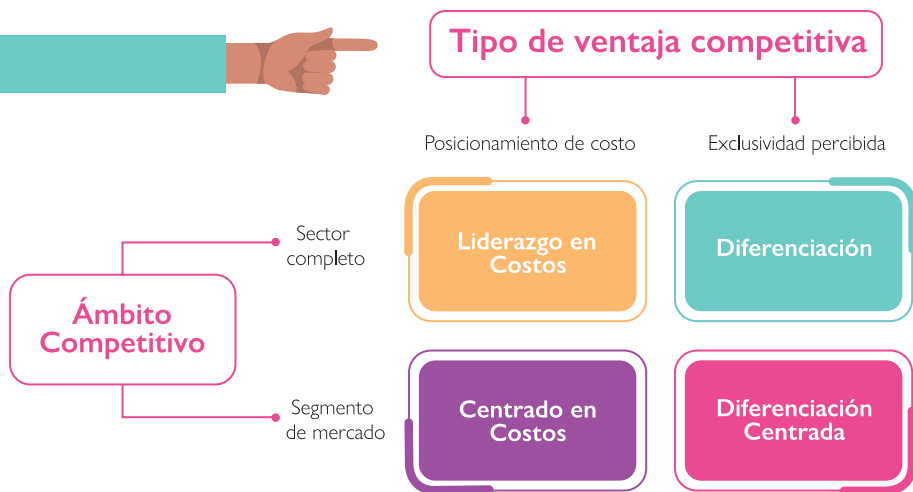 Tipo de ventaja competitiva
Posicionamiento de costo
Exclusividad percibida
Sector
completo
Liderazgo en
Costos
Diferenciación
Ámbito
Competitivo
Segmento
de mercado
Centrado en
Costos
Diferenciación
Centrada